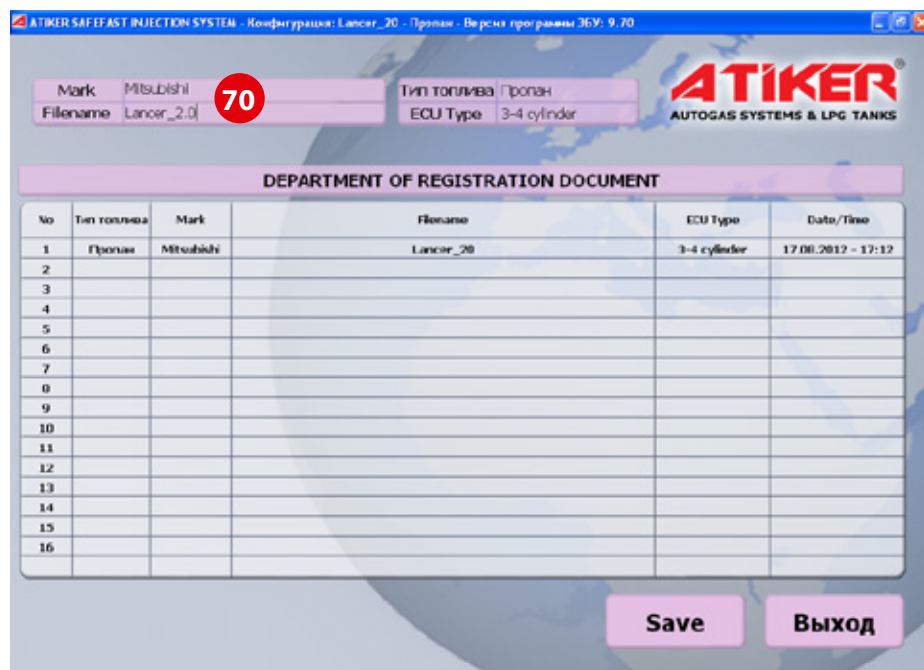 ATIKER SAFEFAST INJECTION SYSTEM - Конфигурация: Lancer_20 - Пропан - Версия программы ЭБУ: 9.70
Mark Mitsubishi
Filename Lancer_2.0
70
Тип топлива Пропан
ECU Type 3-4 cylinder
ATİKER®
AUTOGAS SYSTEMS & LPG TANKS
DEPARTMENT OF REGISTRATION DOCUMENT
No Тип топлива Mark Filename ECU Type Date/Time
1 Пропан Mitsubishi Lancer_20 3-4 cylinder 17.08.2012 - 17:12
2
3
4
5
6
7
8
9
10
11
12
13
14
15
16
Save Выход